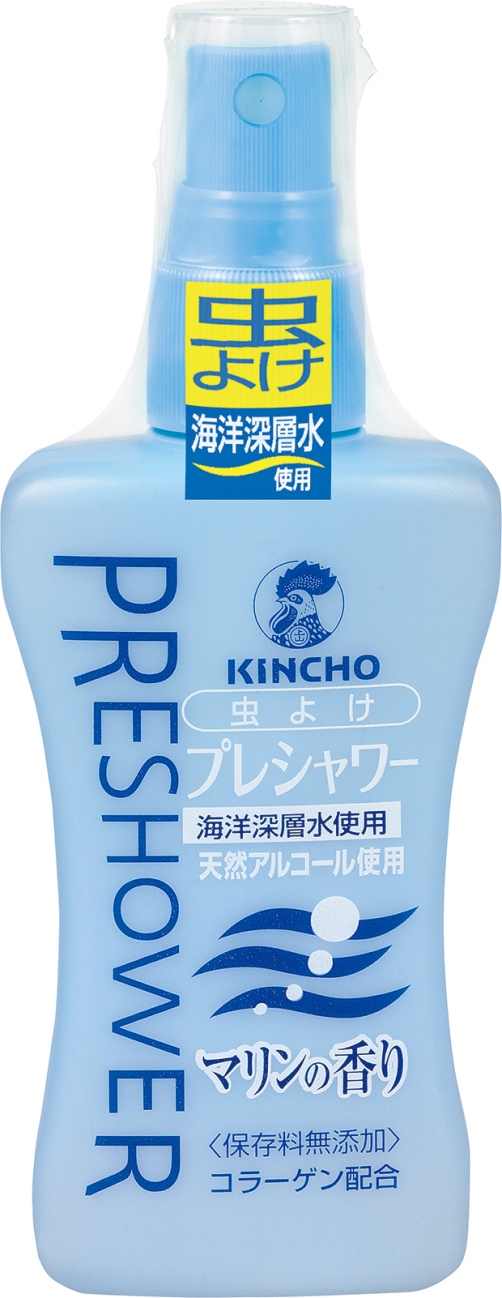 虫
よけ
海洋深層水
使用
PRESHOWER
KINCHO
虫よけ
プレシャワー
海洋深層水使用
天然アルコール使用
マリンの香り
〈保存料無添加〉
コラーゲン配合